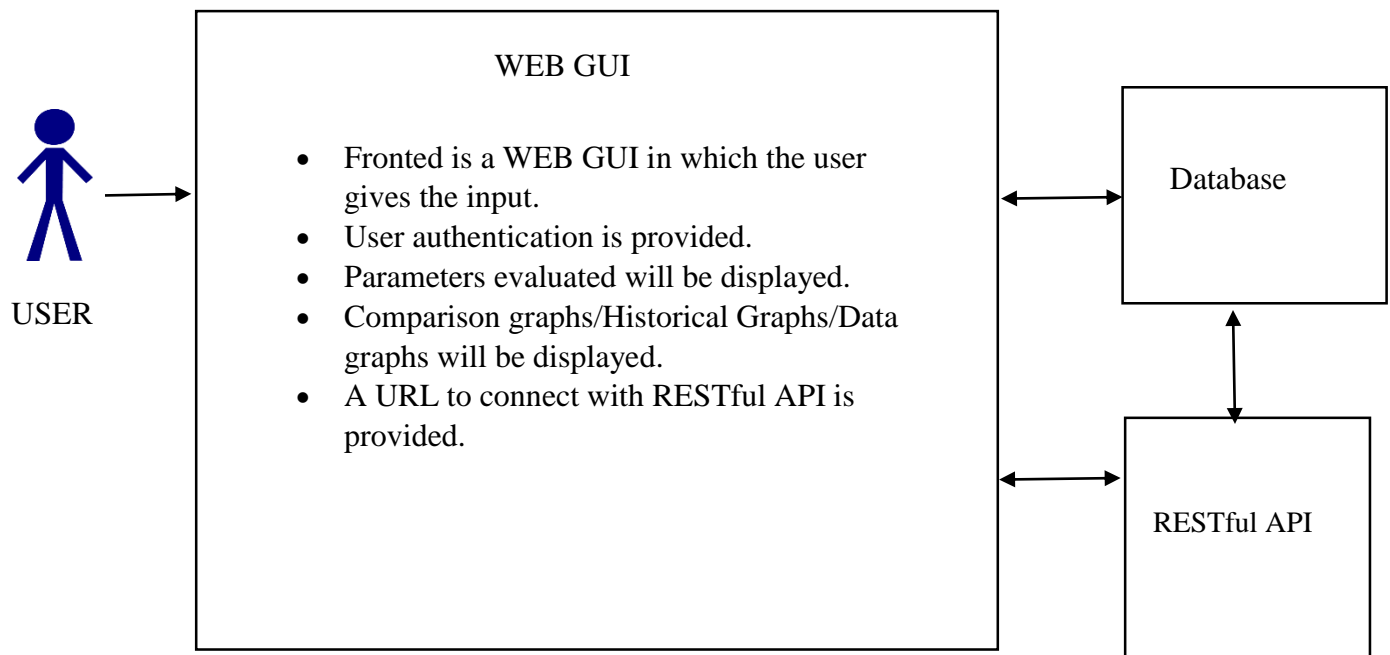 WEB GUI
• Fronted is a WEB GUI in which the user
gives the input.
• User authentication is provided.
• Parameters evaluated will be displayed.
• Comparison graphs/Historical Graphs/Data
graphs will be displayed.
• A URL to connect with RESTful API is
provided.
USER
Database
RESTful API